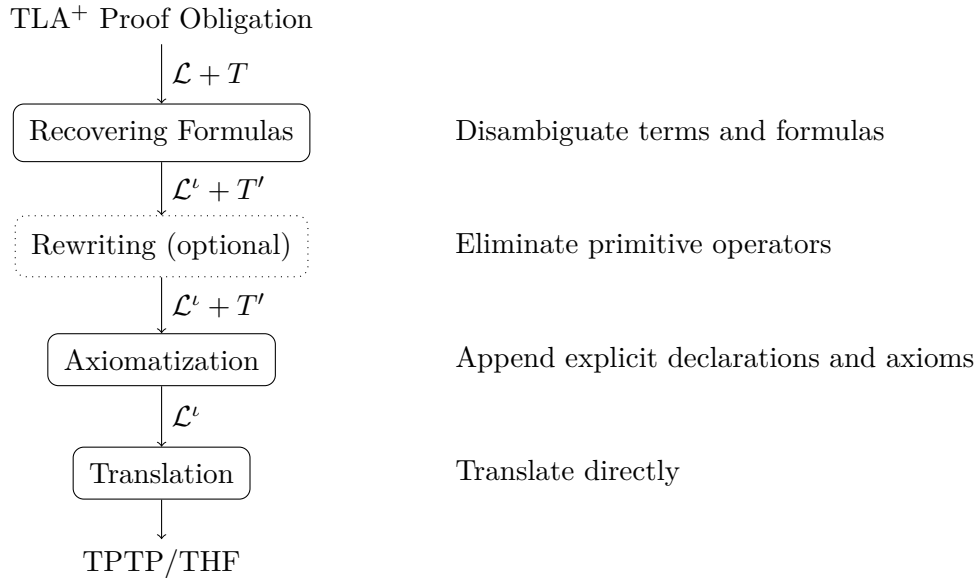 TLA⁺ Proof Obligation
ℒ + T
Recovering Formulas Disambiguate terms and formulas
ℒ^ι + T′
Rewriting (optional) Eliminate primitive operators
ℒ^ι + T′
Axiomatization Append explicit declarations and axioms
ℒ^ι
Translation Translate directly
TPTP/THF